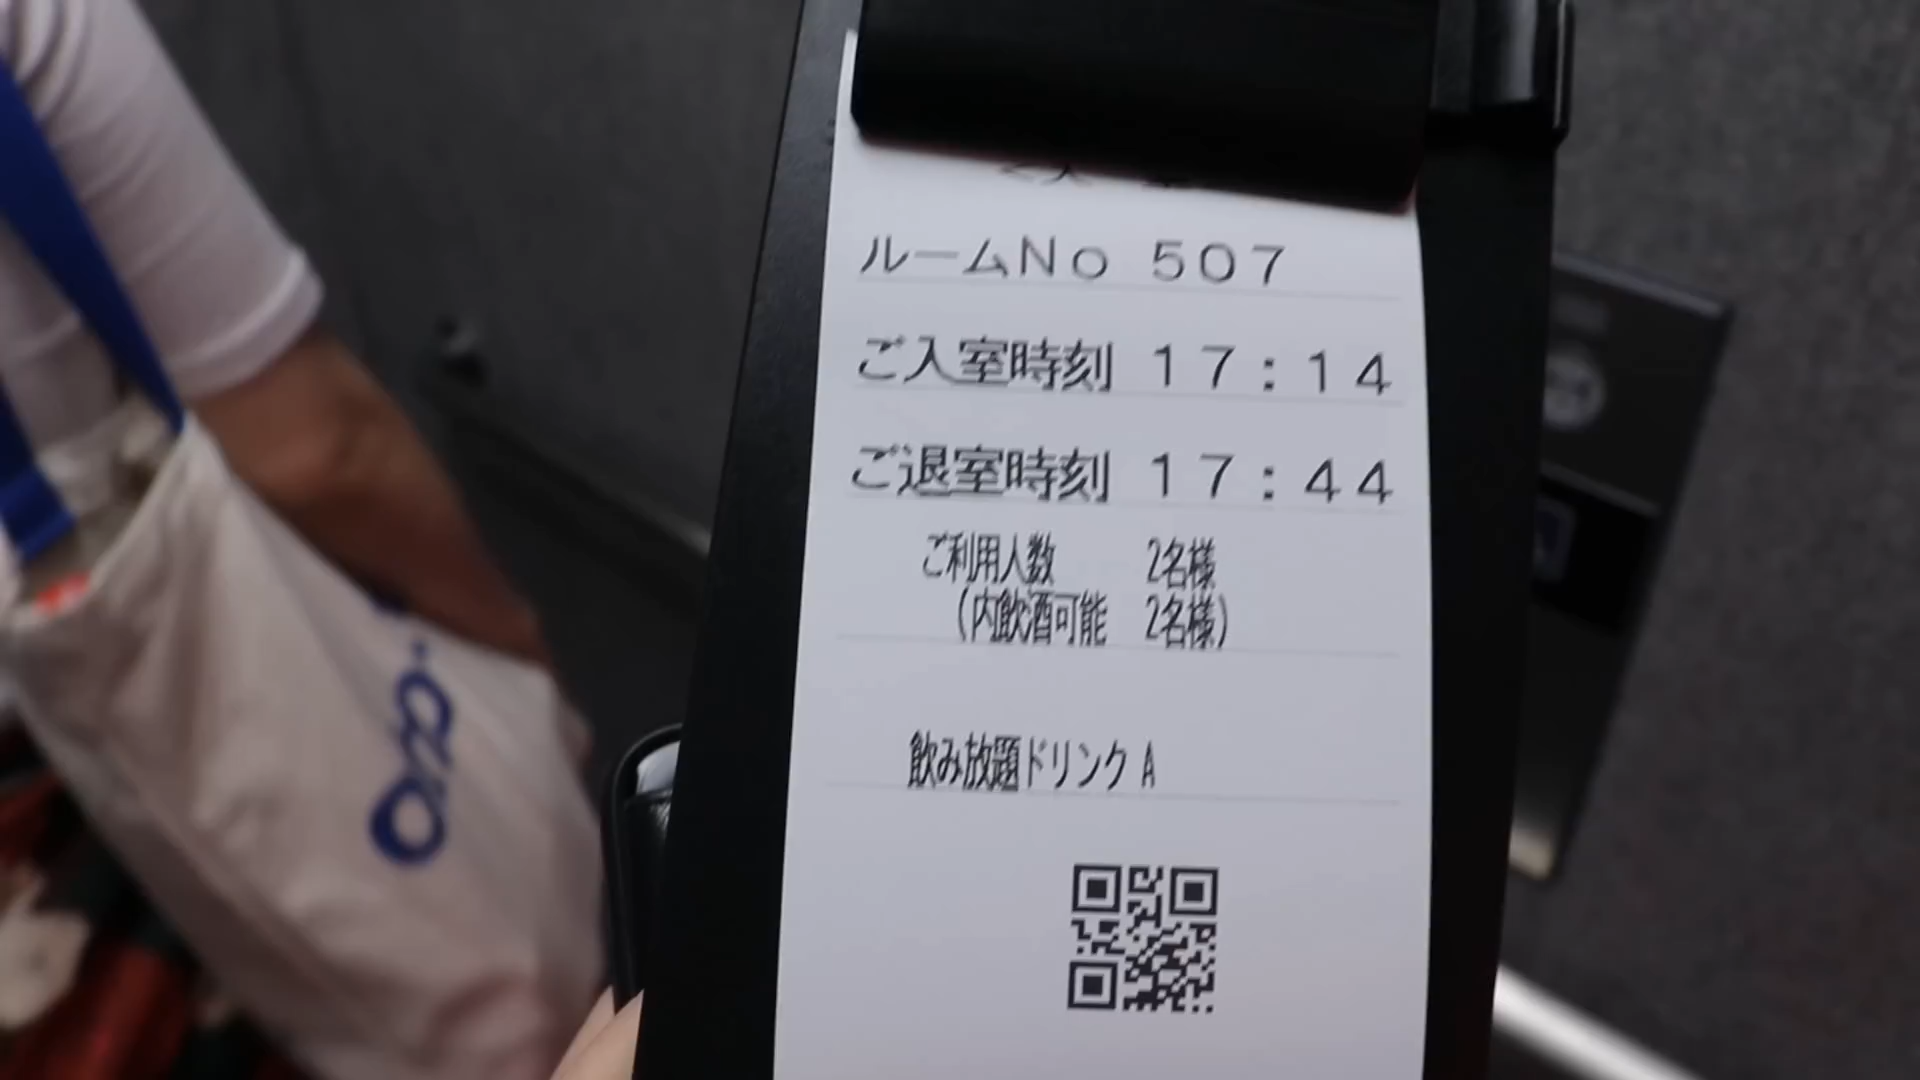 ルームNo 507
ご入室時刻 17:14
ご退室時刻 17:44
ご利用人数 2名様
(内飲酒可能 2名様)
飲み放題ドリンク A